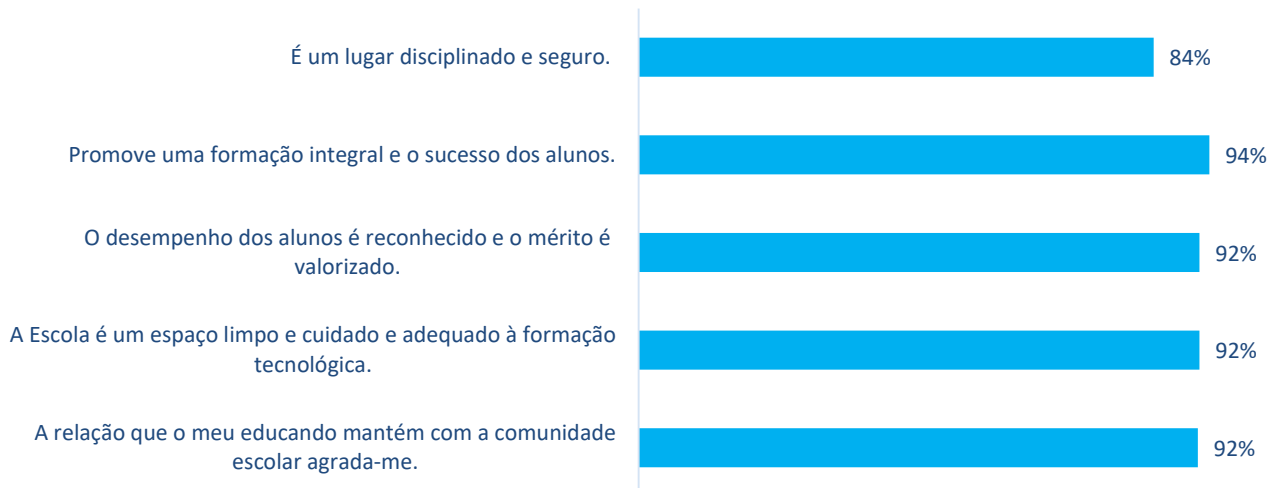 É um lugar disciplinado e seguro.
84%
Promove uma formação integral e o sucesso dos alunos.
94%
O desempenho dos alunos é reconhecido e o mérito é
valorizado.
92%
A Escola é um espaço limpo e cuidado e adequado à formação
tecnológica.
92%
A relação que o meu educando mantém com a comunidade
escolar agrada-me.
92%